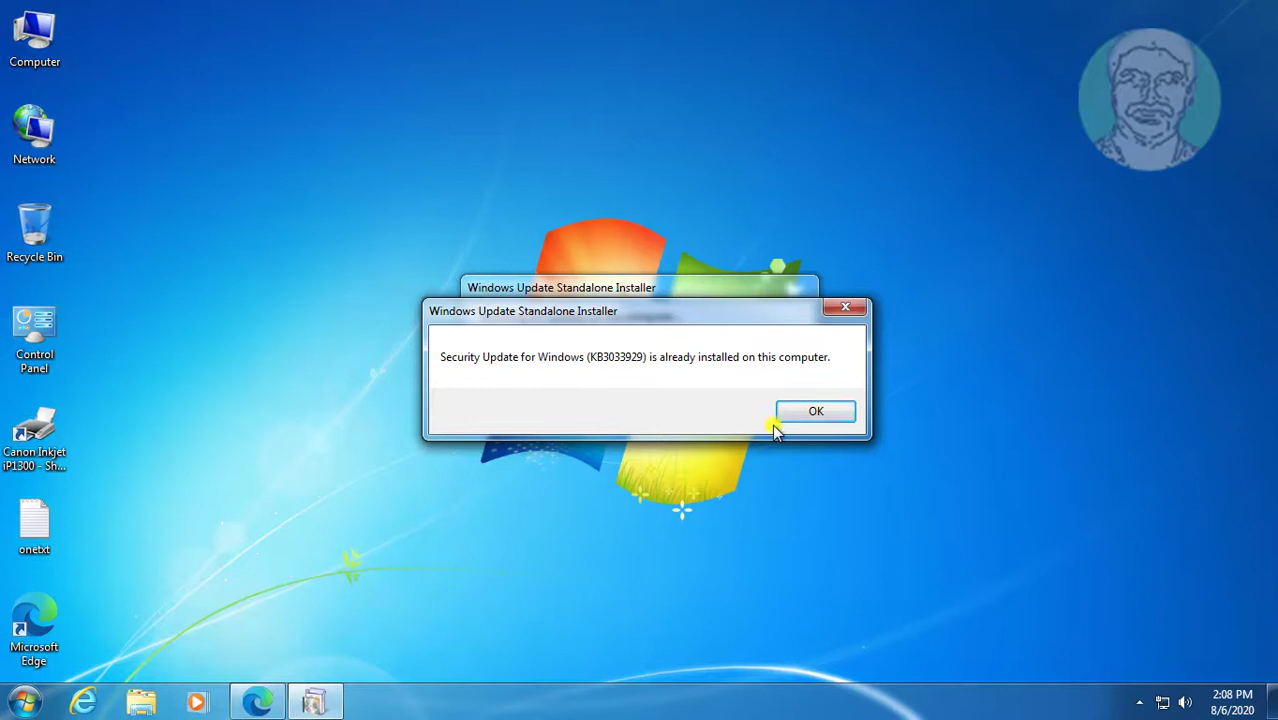 Computer
Network
Recycle Bin
Control
Panel
Canon Inkjet
iP1300 - Sh...
onetxt
Microsoft
Edge
Windows Update Standalone Installer
Windows Update Standalone Installer
Security Update for Windows (KB3033929) is already installed on this computer.
OK
2:08 PM
8/6/2020